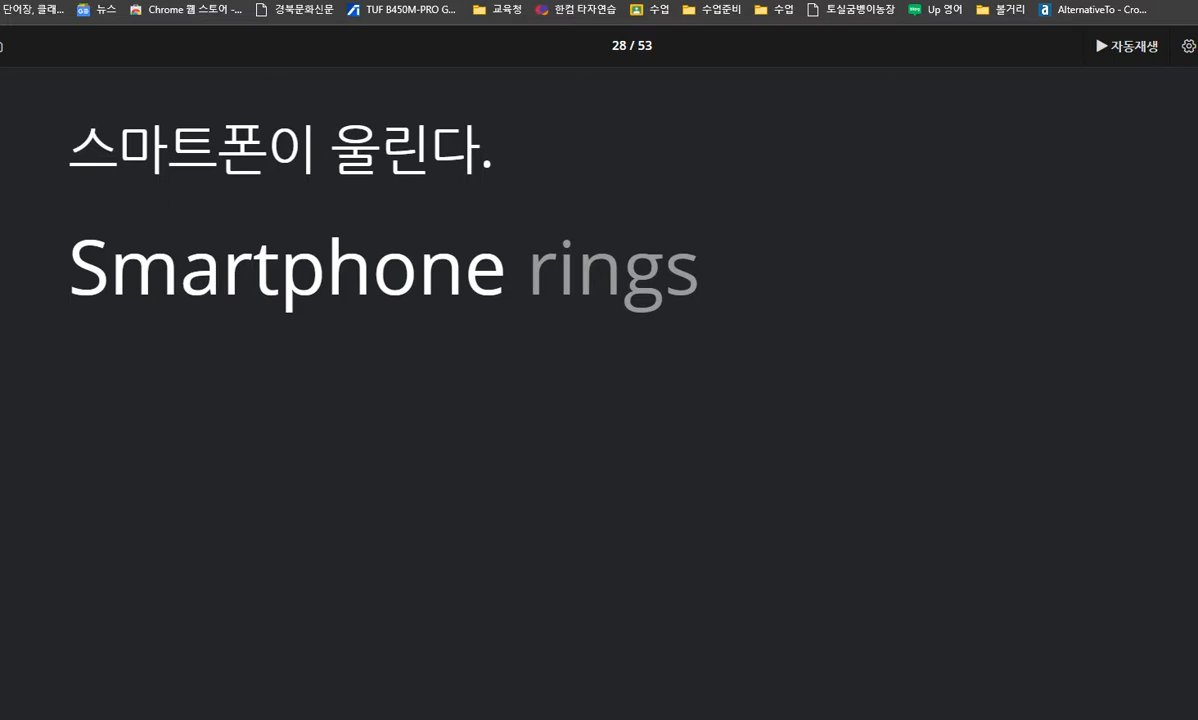 단어장, 클래... 뉴스 Chrome 웹 스토어 -... 경북문화신문 TUF B450M-PRO G... 교육청 한컴 타자연습 수업 수업준비 수업 토실굼벵이농장 Up 영어 볼거리 AlternativeTo - Cro...
28 / 53 ▶ 자동재생
스마트폰이 울린다.
Smartphone rings